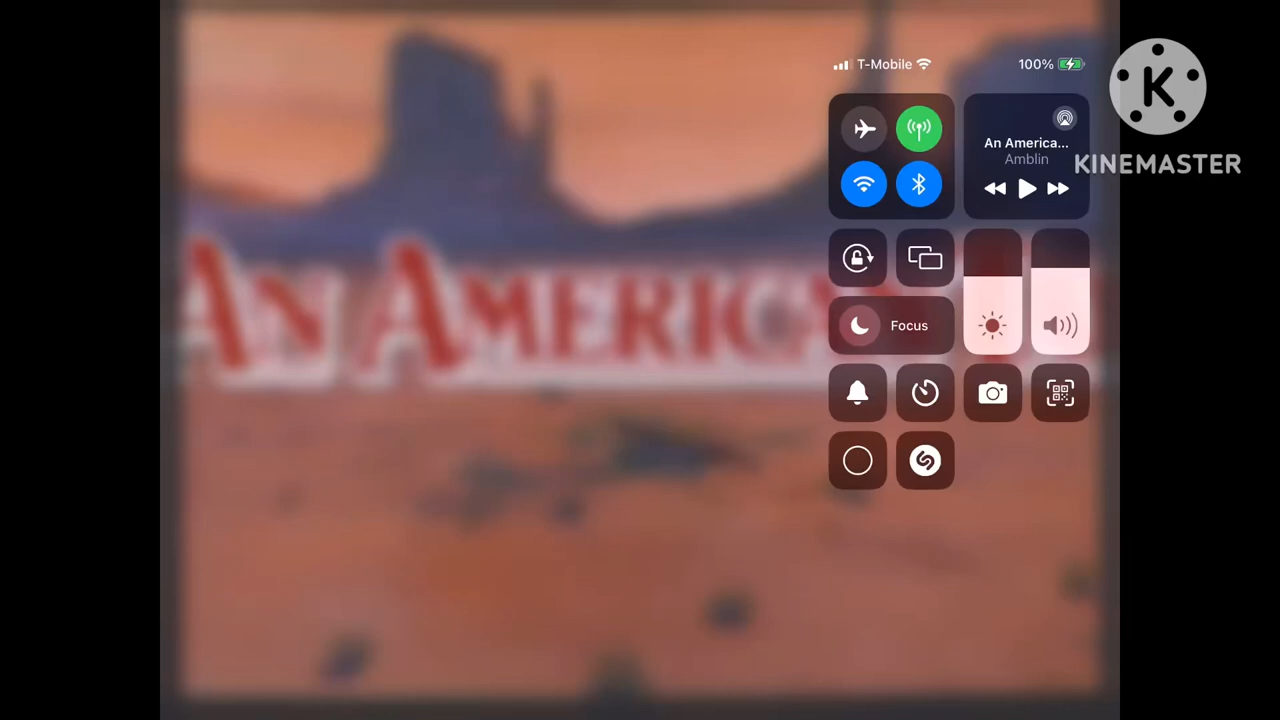 T-Mobile
100%
An America...
Amblin
K
KINEMASTER
AN AMERIC
Focus